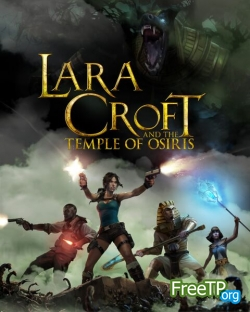 LARA
CROFT
AND THE
TEMPLE OF OSIRIS
FreeTP.org